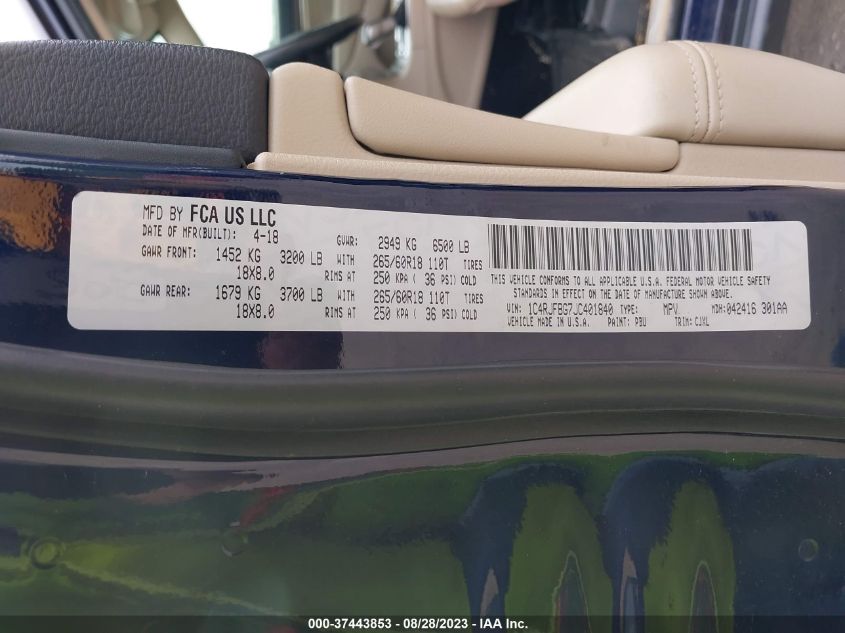 MFD BY FCA US LLC
DATE OF MFR(BUILT): 4-18 GVWR: 2949 KG 6500 LB
GAWR FRONT: 1452 KG 3200 LB WITH 265/60R18 110T TIRES
18X8.0 RIMS AT 250 KPA ( 36 PSI) COLD
GAWR REAR: 1679 KG 3700 LB WITH 265/60R18 110T TIRES
18X8.0 RIMS AT 250 KPA ( 36 PSI) COLD
THIS VEHICLE CONFORMS TO ALL APPLICABLE U.S.A. FEDERAL MOTOR VEHICLE SAFETY
STANDARDS IN EFFECT ON THE DATE OF MANUFACTURE SHOWN ABOVE.
VIN: 1C4RJFBG7JC401840 TYPE: MPV MDH: 042416 301AA
VEHICLE MADE IN U.S.A. PAINT: PBU TRIM: CJXL
000-37443853 / 08/28/2023 - IAA Inc.